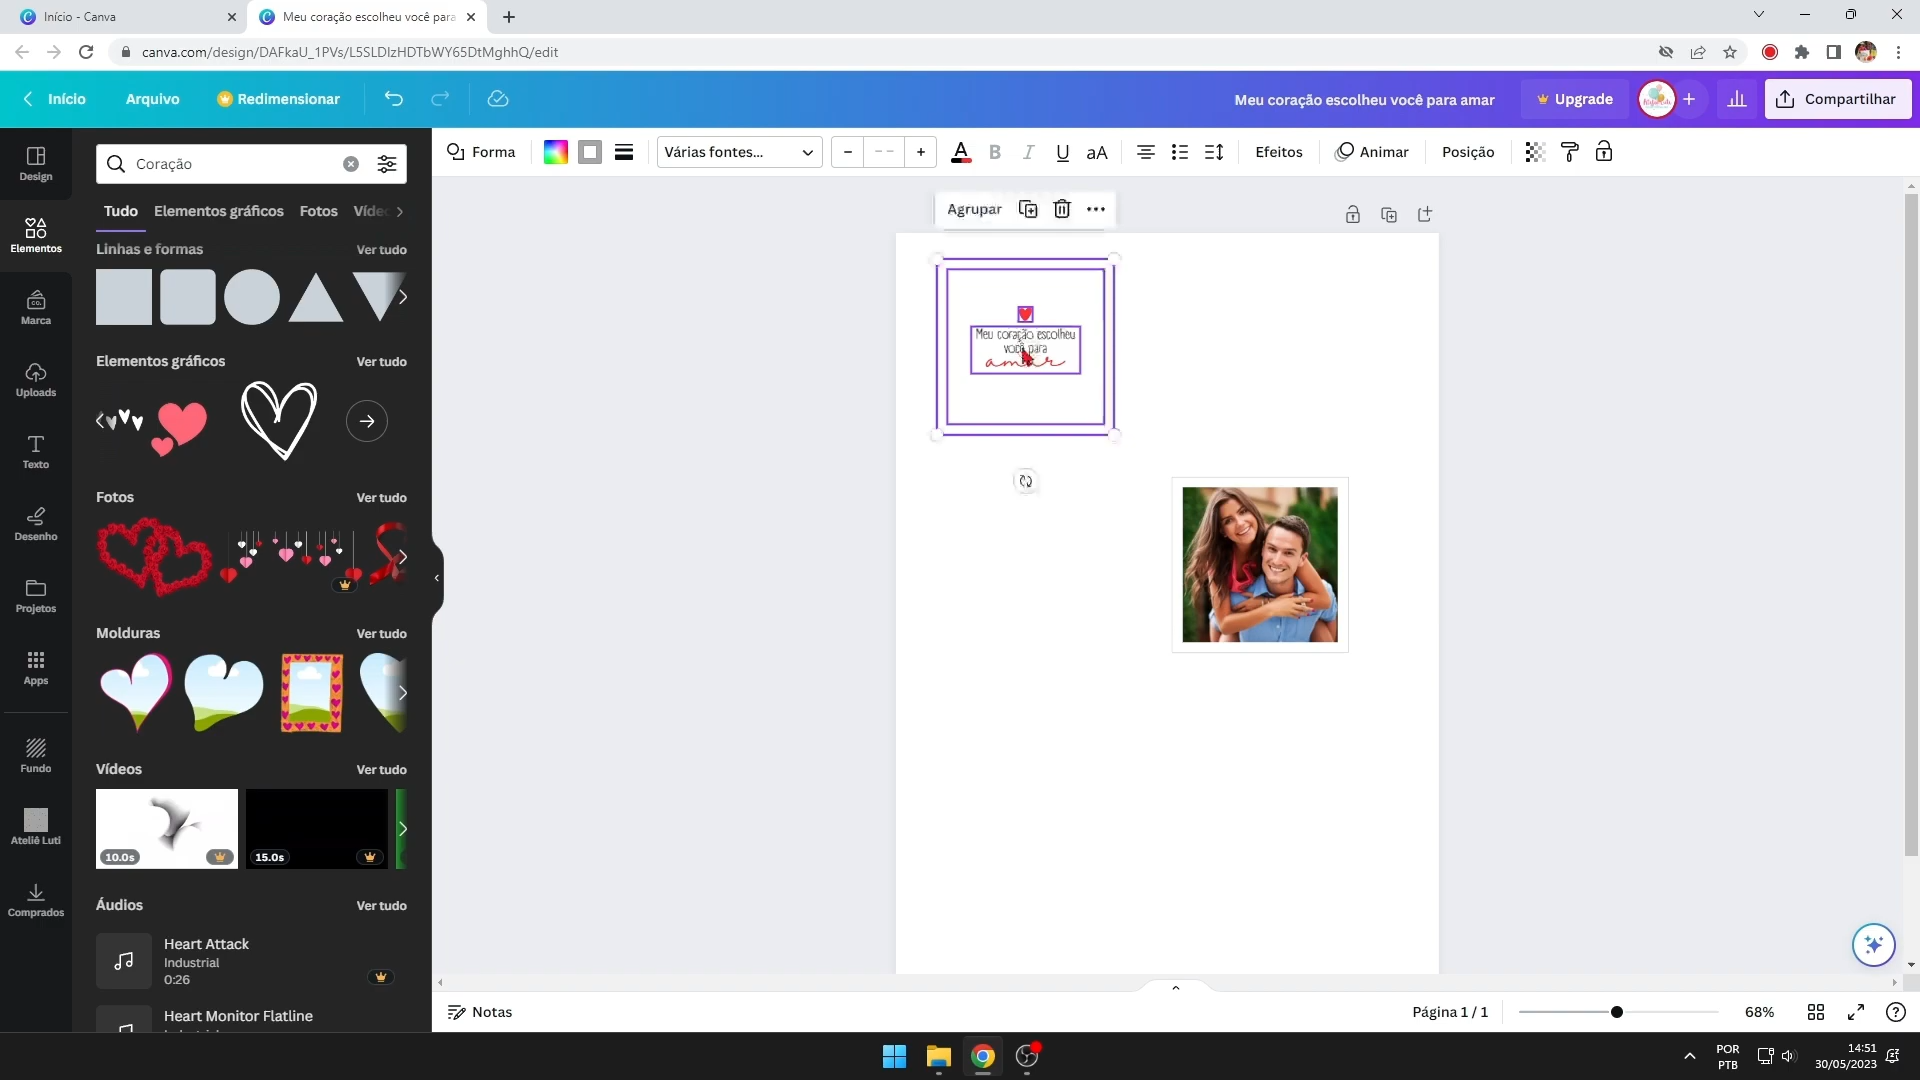 Início - Canva
Meu coração escolheu você para
canva.com/design/DAFkaU_1PVs/L5SLDIzHDTbWY65DtMghhQ/edit
Início
Arquivo
Redimensionar
Meu coração escolheu você para amar
Upgrade
Compartilhar
Design
Elementos
Marca
Uploads
Texto
Desenho
Projetos
Apps
Fundo
Ateliê Luti
Comprados
Coração
Tudo
Elementos gráficos
Fotos
Víde
Linhas e formas
Ver tudo
Elementos gráficos
Ver tudo
Fotos
Ver tudo
Molduras
Ver tudo
Vídeos
Ver tudo
10.0s
15.0s
Áudios
Ver tudo
Heart Attack
Industrial
0:26
Heart Monitor Flatline
Forma
Várias fontes...
- -
A
B
I
U
aA
Efeitos
Animar
Posição
Agrupar
Meu coração escolheu
você para
amar
Notas
Página 1 / 1
68%
POR
PTB
14:51
30/05/2023